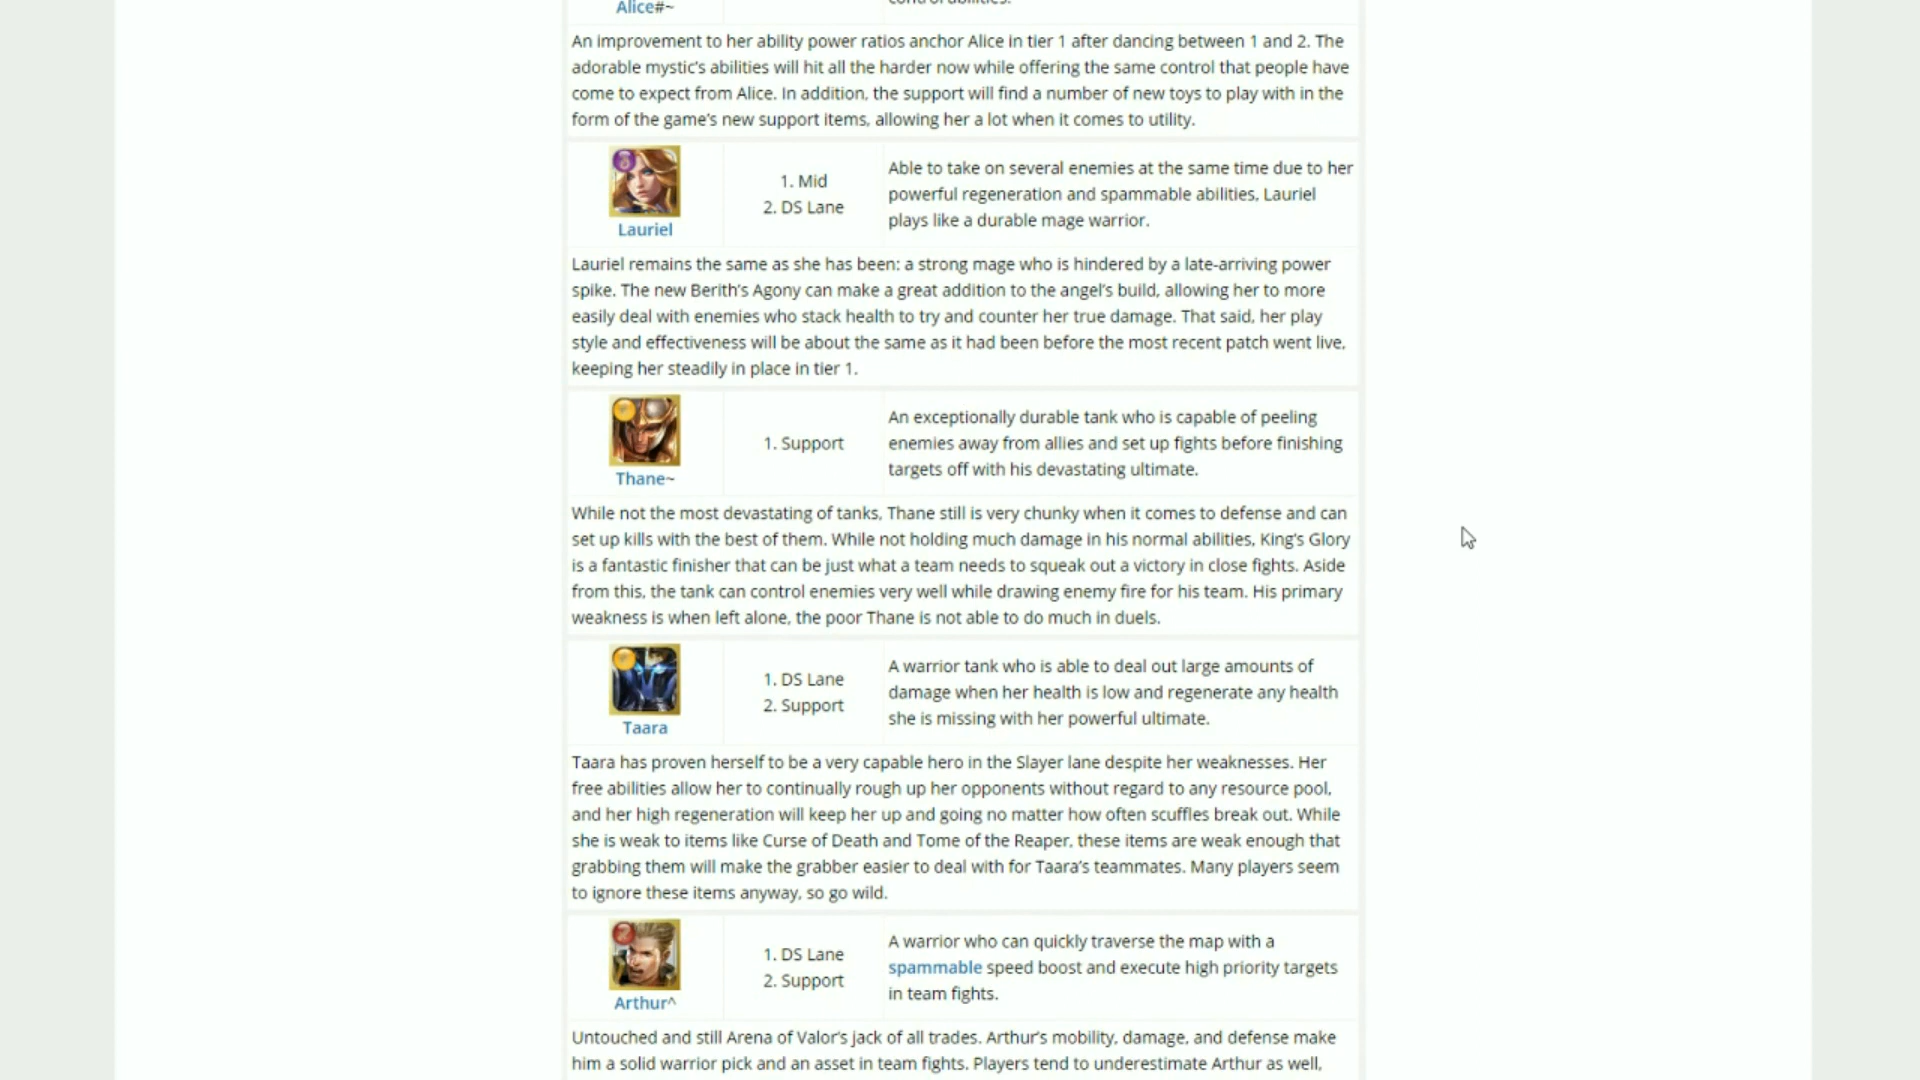 Alice#~
control abilities.
An improvement to her ability power ratios anchor Alice in tier 1 after dancing between 1 and 2. The
adorable mystic's abilities will hit all the harder now while offering the same control that people have
come to expect from Alice. In addition, the support will find a number of new toys to play with in the
form of the game's new support items, allowing her a lot when it comes to utility.
1. Mid
2. DS Lane
Able to take on several enemies at the same time due to her
powerful regeneration and spammable abilities, Lauriel
plays like a durable mage warrior.
Lauriel
Lauriel remains the same as she has been: a strong mage who is hindered by a late-arriving power
spike. The new Berith's Agony can make a great addition to the angel's build, allowing her to more
easily deal with enemies who stack health to try and counter her true damage. That said, her play
style and effectiveness will be about the same as it had been before the most recent patch went live,
keeping her steadily in place in tier 1.
1. Support
An exceptionally durable tank who is capable of peeling
enemies away from allies and set up fights before finishing
targets off with his devastating ultimate.
Thane~
While not the most devastating of tanks, Thane still is very chunky when it comes to defense and can
set up kills with the best of them. While not holding much damage in his normal abilities, King's Glory
is a fantastic finisher that can be just what a team needs to squeak out a victory in close fights. Aside
from this, the tank can control enemies very well while drawing enemy fire for his team. His primary
weakness is when left alone, the poor Thane is not able to do much in duels.
1. DS Lane
2. Support
A warrior tank who is able to deal out large amounts of
damage when her health is low and regenerate any health
she is missing with her powerful ultimate.
Taara
Taara has proven herself to be a very capable hero in the Slayer lane despite her weaknesses. Her
free abilities allow her to continually rough up her opponents without regard to any resource pool,
and her high regeneration will keep her up and going no matter how often scuffles break out. While
she is weak to items like Curse of Death and Tome of the Reaper, these items are weak enough that
grabbing them will make the grabber easier to deal with for Taara's teammates. Many players seem
to ignore these items anyway, so go wild.
1. DS Lane
2. Support
A warrior who can quickly traverse the map with a
spammable speed boost and execute high priority targets
in team fights.
Arthur^
Untouched and still Arena of Valor's jack of all trades. Arthur's mobility, damage, and defense make
him a solid warrior pick and an asset in team fights. Players tend to underestimate Arthur as well,